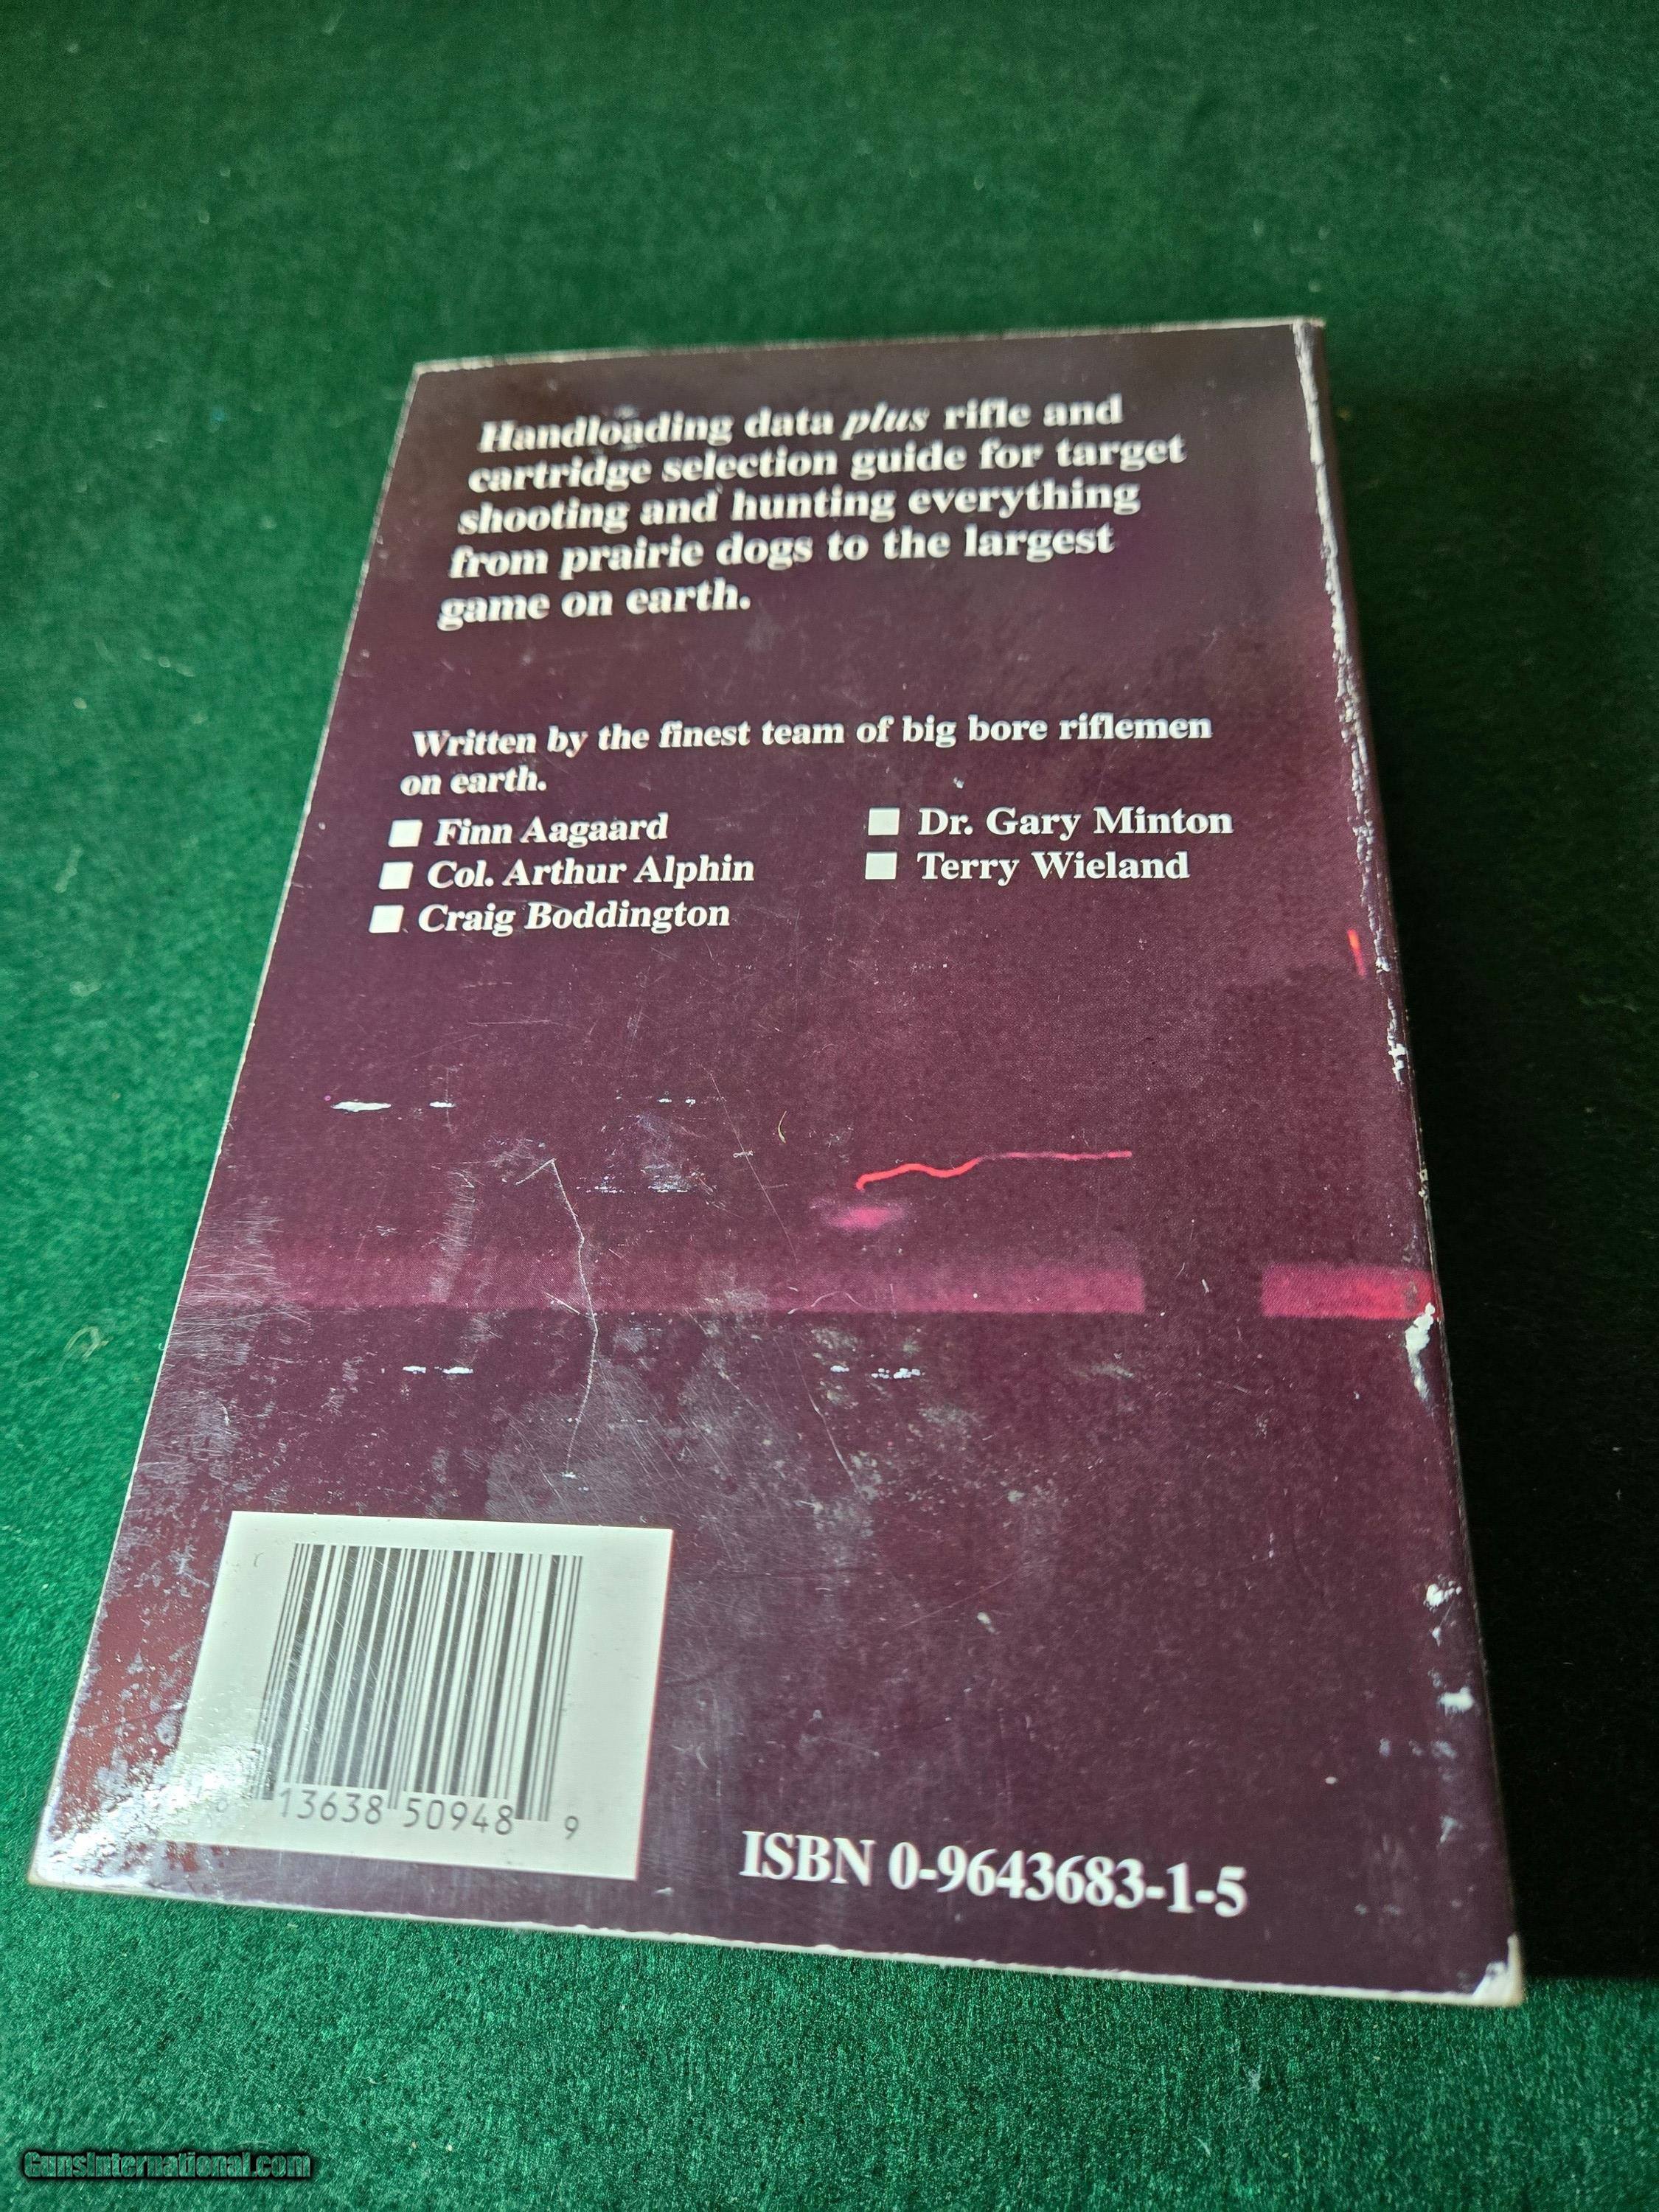 Handloading data plus rifle and
cartridge selection guide for target
shooting and hunting everything
from prairie dogs to the largest
game on earth.
Written by the finest team of big bore riflemen
on earth.
Finn Aagaard
Col. Arthur Alphin
Craig Boddington
Dr. Gary Minton
Terry Wieland
13638 50948 9
ISBN 0-9643683-1-5
GunsInternational.com